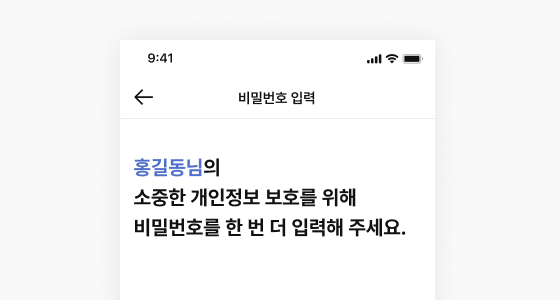 9:41
비밀번호 입력
홍길동님의
소중한 개인정보 보호를 위해
비밀번호를 한 번 더 입력해 주세요.